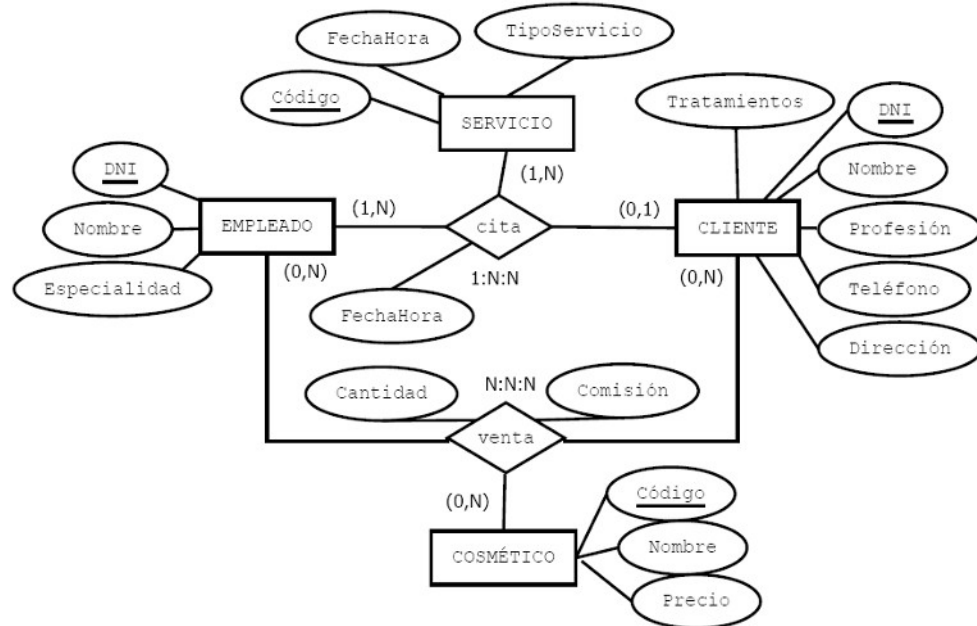 FechaHora
TipoServicio
Código
SERVICIO
Tratamientos
DNI
Nombre
Profesión
Teléfono
Dirección
DNI
Nombre
Especialidad
EMPLEADO
(1,N)
(1,N)
cita
(0,1)
CLIENTE
(0,N)
1:N:N
(0,N)
FechaHora
Cantidad
N:N:N
Comisión
venta
(0,N)
COSMÉTICO
Código
Nombre
Precio